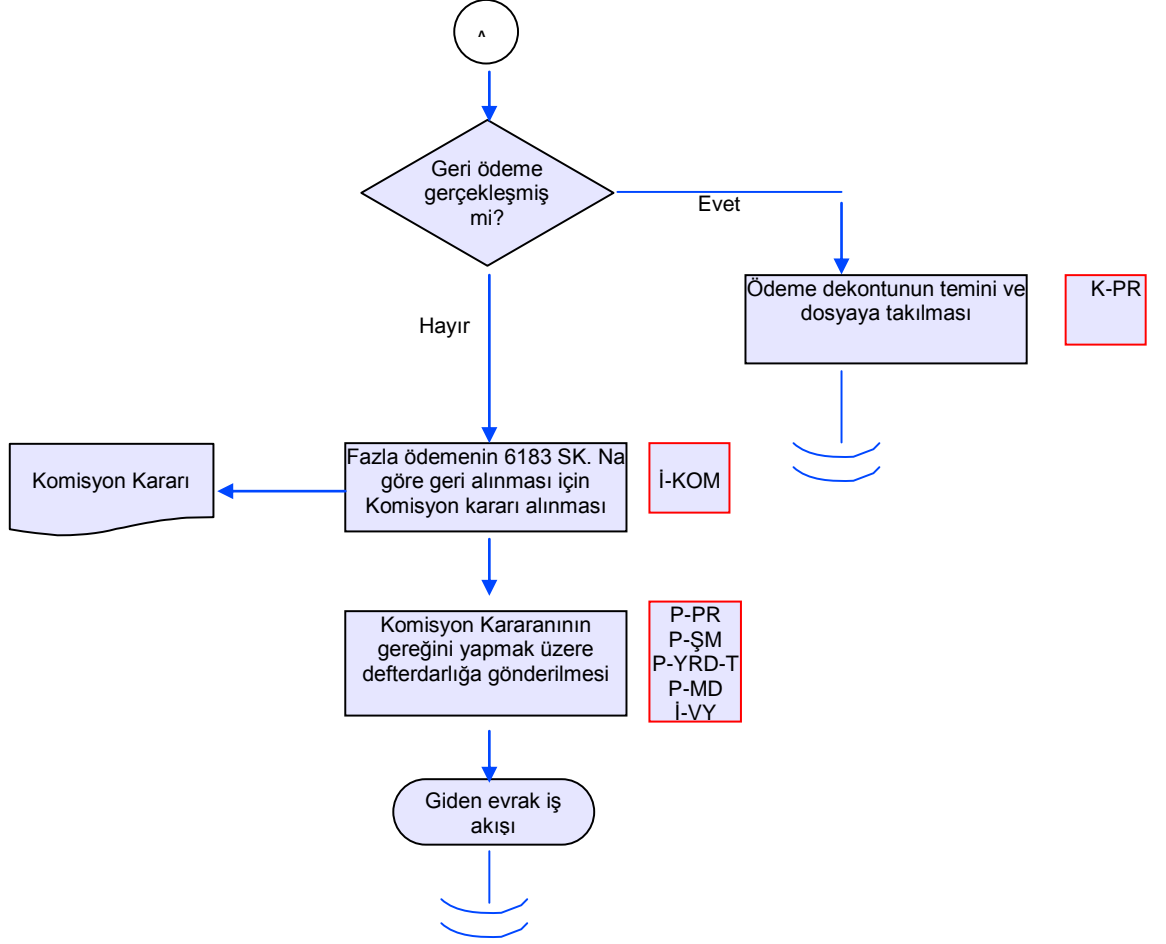 Geri ödeme
gerçekleşmiş
mi?
Evet
Ödeme dekontunun temini ve
dosyaya takılması
K-PR
Hayır
Komisyon Kararı
Fazla ödemenin 6183 SK. Na
göre geri alınması için
Komisyon kararı alınması
İ-KOM
Komisyon Kararanının
gereğini yapmak üzere
defterdarlığa gönderilmesi
P-PR
P-ŞM
P-YRD-T
P-MD
İ-VY
Giden evrak iş
akışı